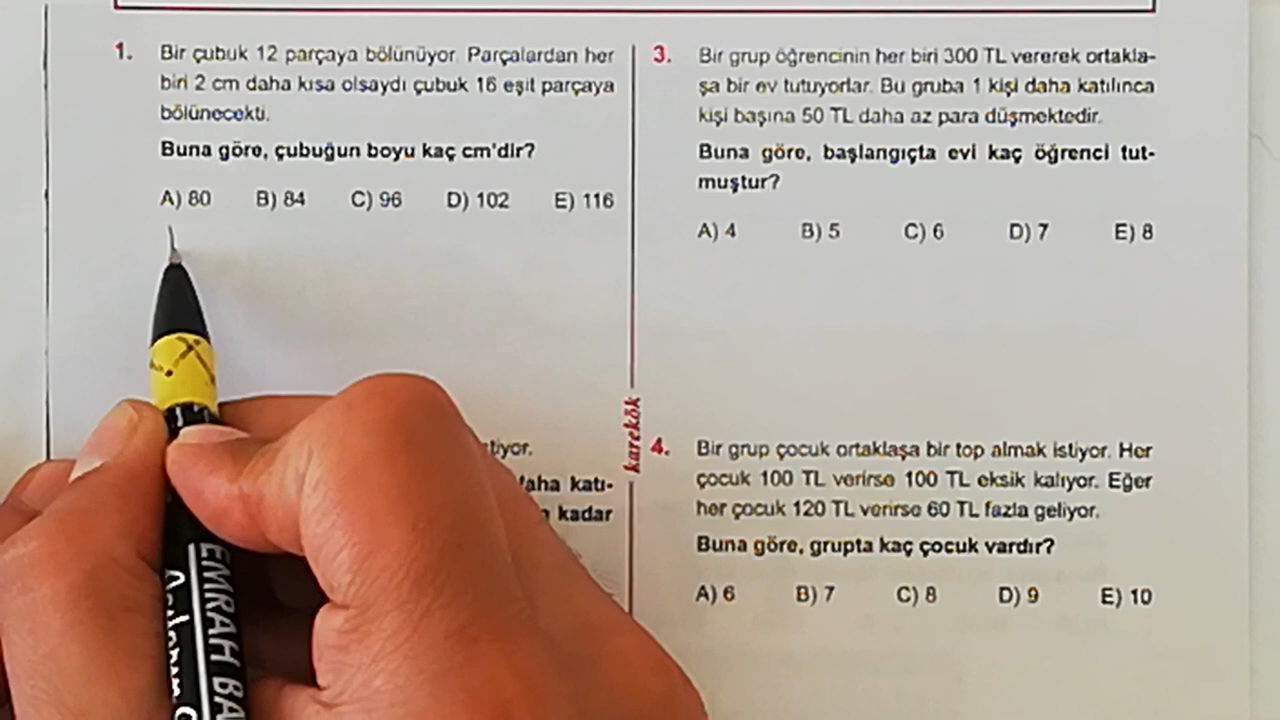 1. Bir çubuk 12 parçaya bölünüyor. Parçalardan her
biri 2 cm daha kısa olsaydı çubuk 16 eşit parçaya
bölünecekti.
Buna göre, çubuğun boyu kaç cm'dir?
A) 80 B) 84 C) 96 D) 102 E) 116
tiyor.
daha katı-
kadar
EMRAH BA
karekök
3. Bir grup öğrencinin her biri 300 TL vererek ortakla-
şa bir ev tutuyorlar. Bu gruba 1 kişi daha katılınca
kişi başına 50 TL daha az para düşmektedir.
Buna göre, başlangıçta evi kaç öğrenci tut-
muştur?
A) 4 B) 5 C) 6 D) 7 E) 8
4. Bir grup çocuk ortaklaşa bir top almak istiyor. Her
çocuk 100 TL verirse 100 TL eksik kalıyor. Eğer
her çocuk 120 TL verirse 60 TL fazla geliyor.
Buna göre, grupta kaç çocuk vardır?
A) 6 B) 7 C) 8 D) 9 E) 10